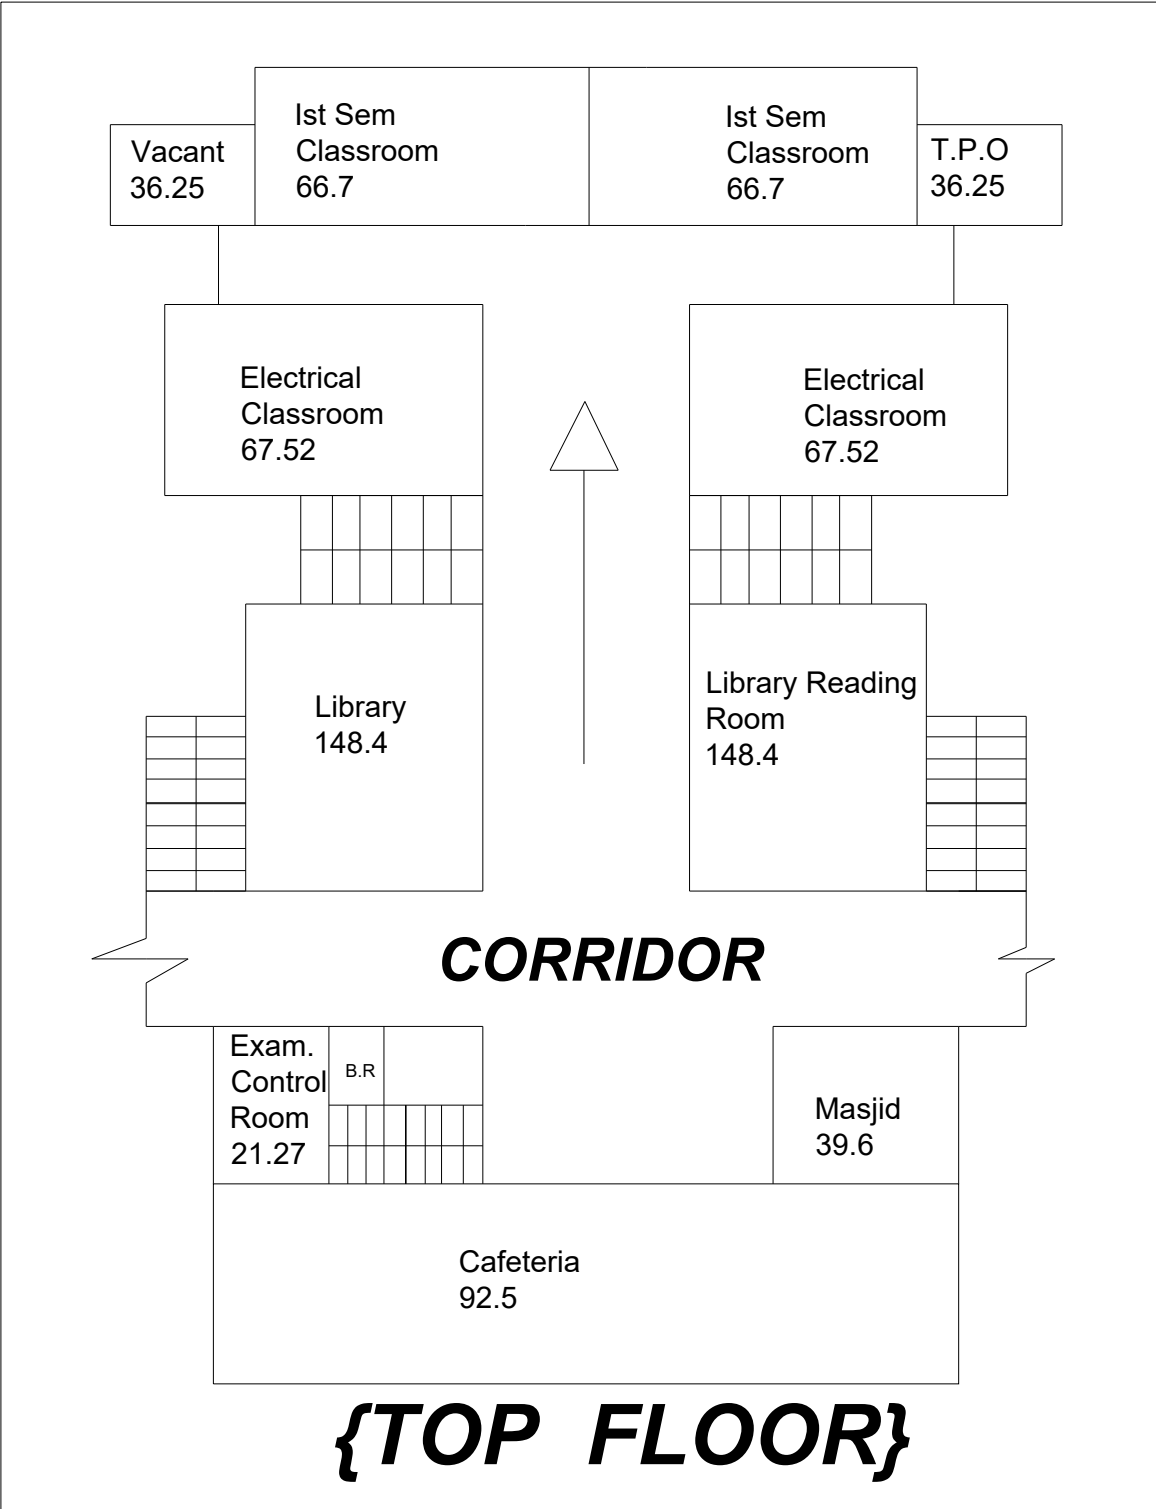 Vacant
36.25
Ist Sem
Classroom
66.7
Ist Sem
Classroom
66.7
T.P.O
36.25
Electrical
Classroom
67.52
Electrical
Classroom
67.52
Library
148.4
Library Reading
Room
148.4
CORRIDOR
Exam.
Control
Room
21.27
B.R
Masjid
39.6
Cafeteria
92.5
{TOP FLOOR}